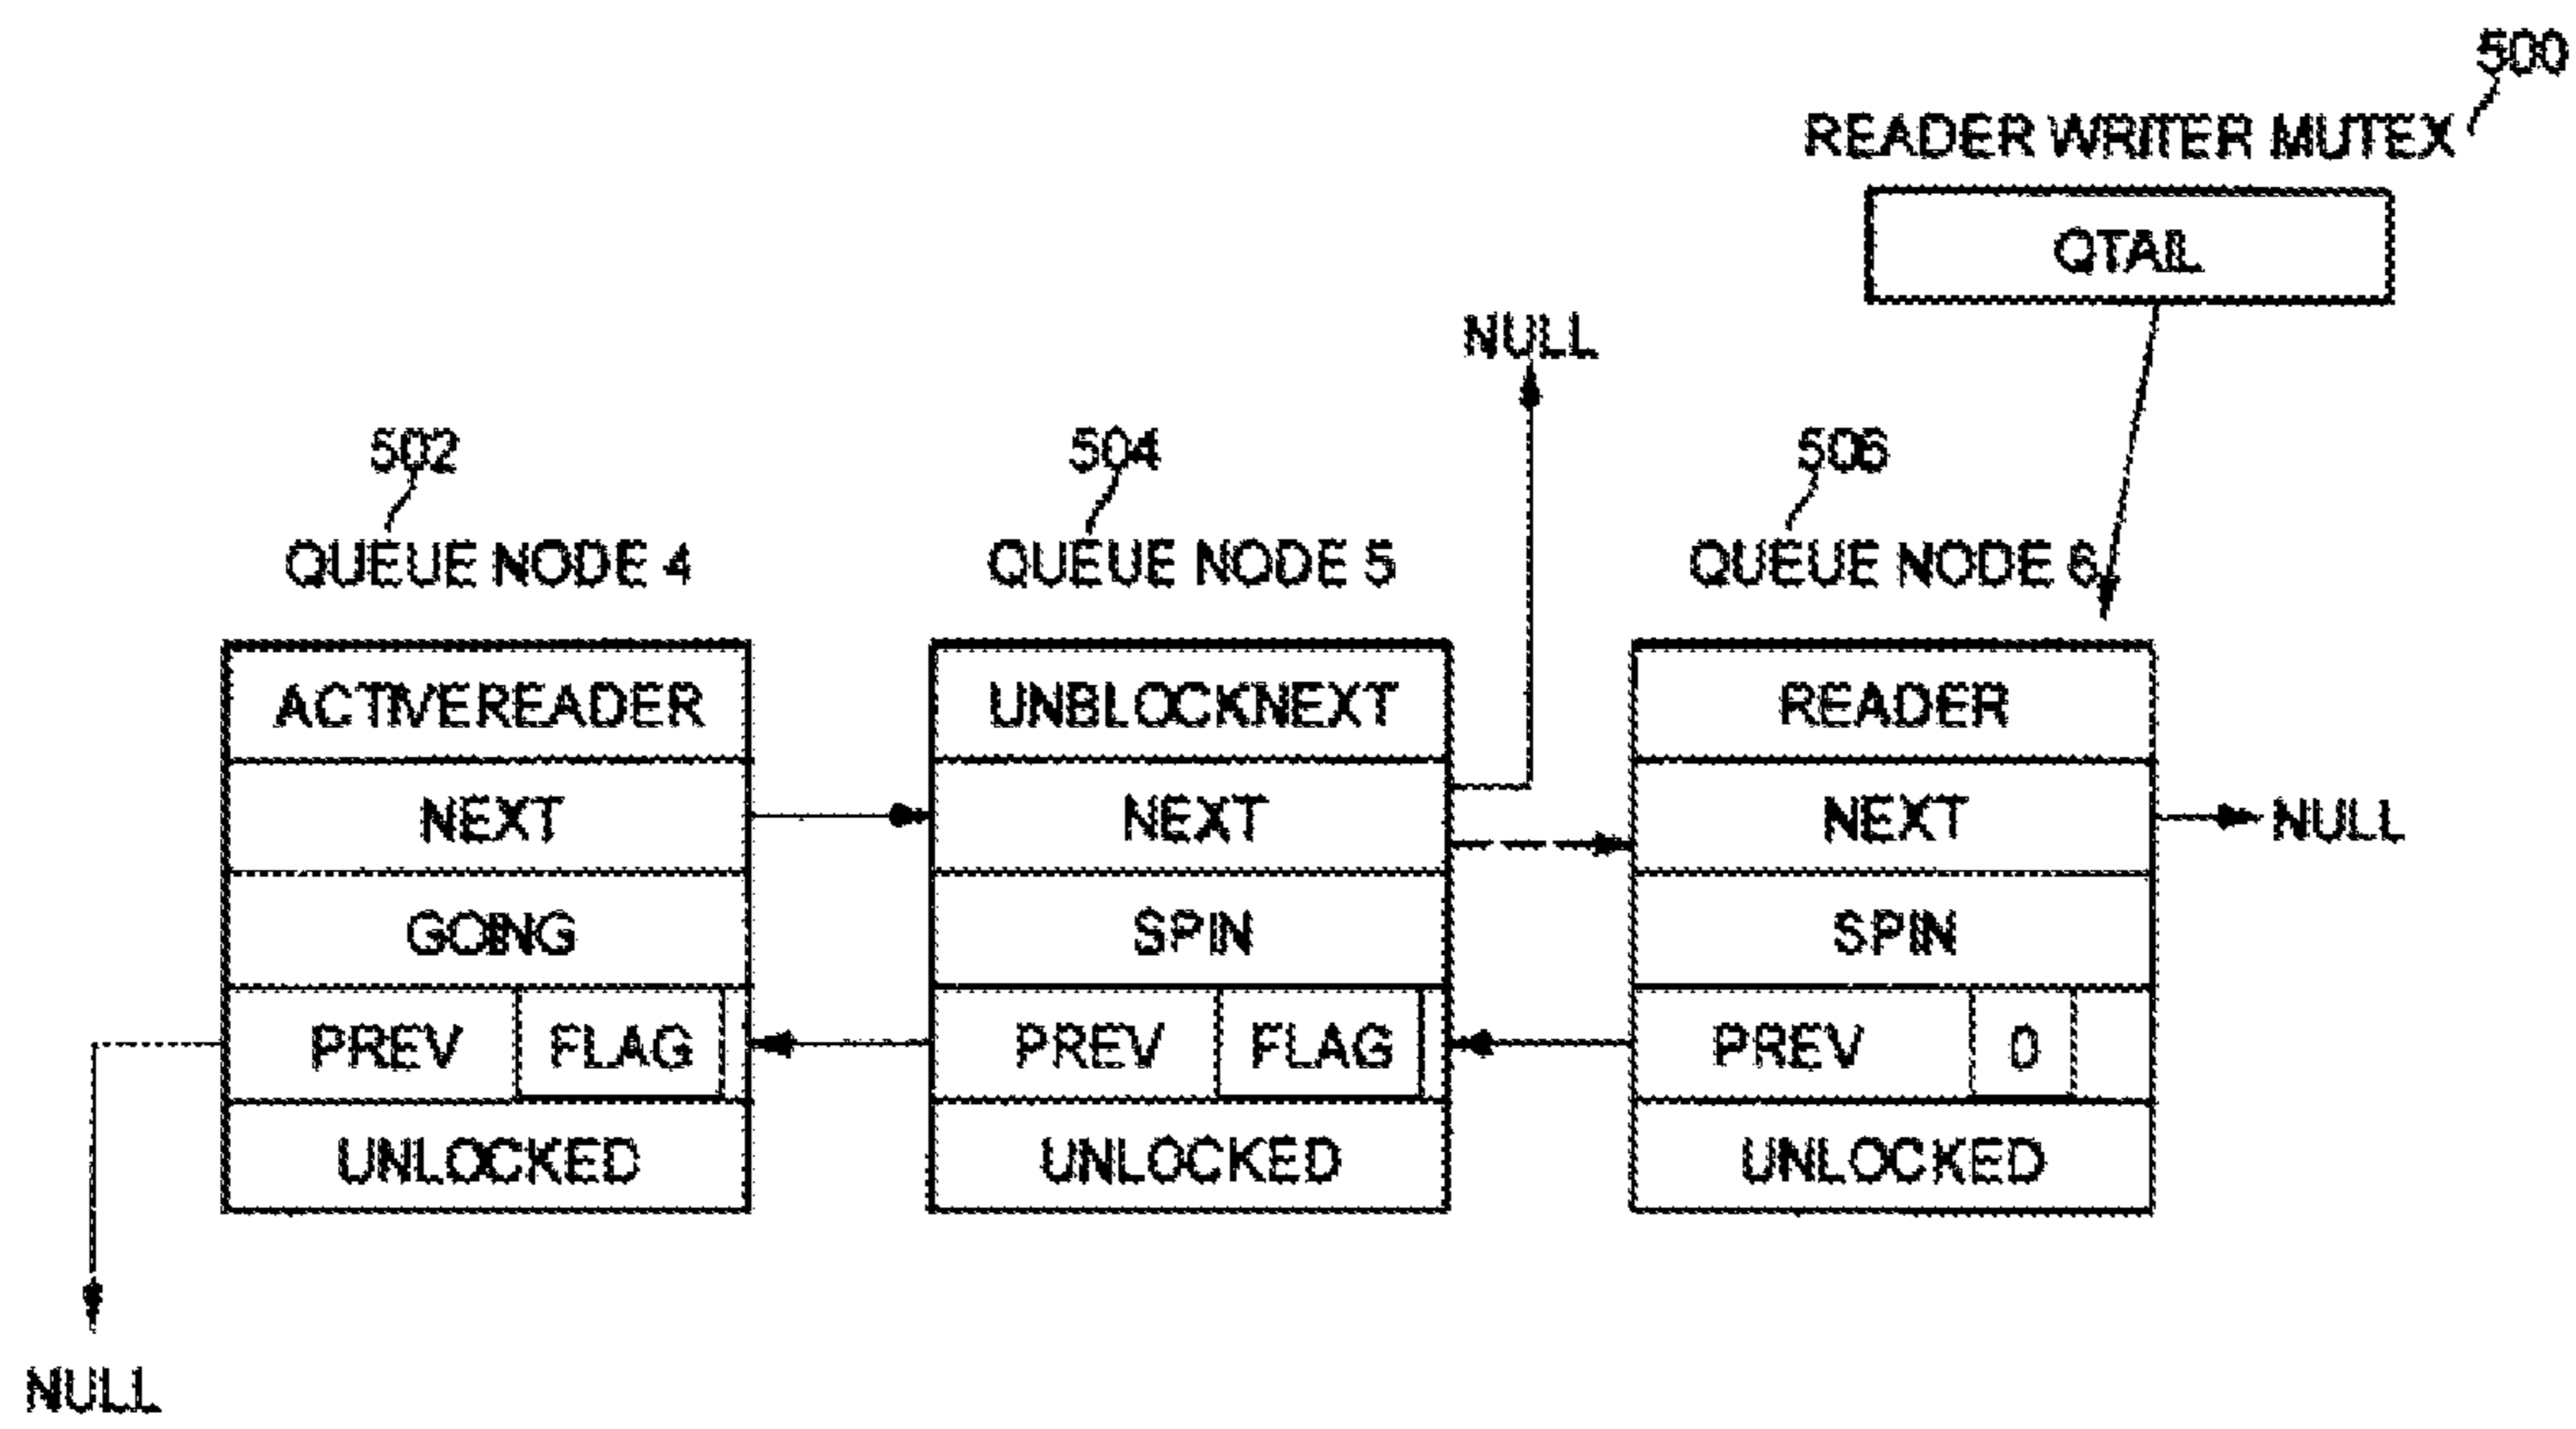 500
READER WRITER MUTEX
QTAIL
NULL
502
504
506
QUEUE NODE 4
QUEUE NODE 5
QUEUE NODE 6
ACTIVEREADER
NEXT
GOING
PREV FLAG
UNLOCKED
UNBLOCKNEXT
NEXT
SPIN
PREV FLAG
UNLOCKED
READER
NEXT
SPIN
PREV 0
UNLOCKED
NULL
NULL